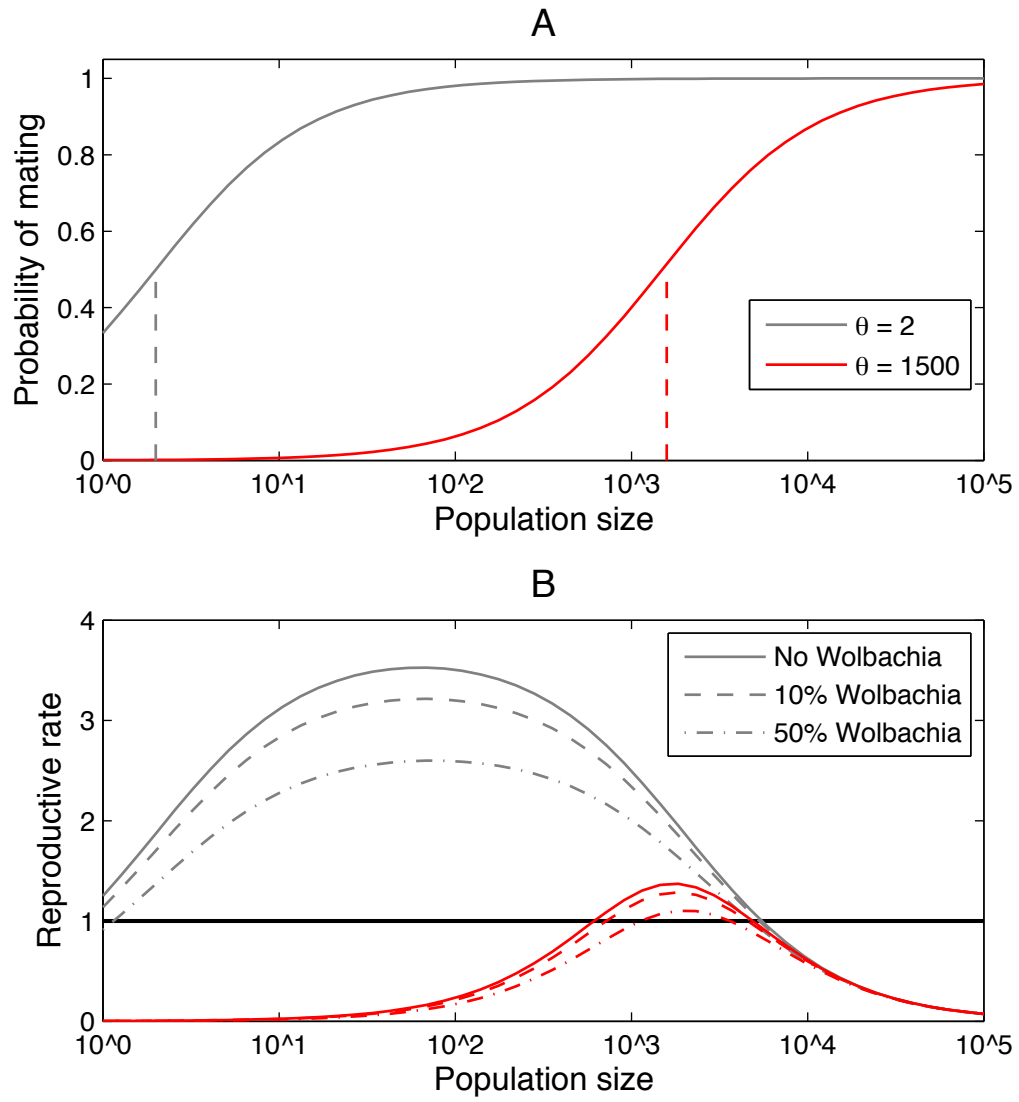 A
Probability of mating
1
0.8
0.6
0.4
0.2
0
θ = 2
θ = 1500
10^0 10^1 10^2 10^3 10^4 10^5
Population size
B
Reproductive rate
4
3
2
1
0
No Wolbachia
10% Wolbachia
50% Wolbachia
10^0 10^1 10^2 10^3 10^4 10^5
Population size